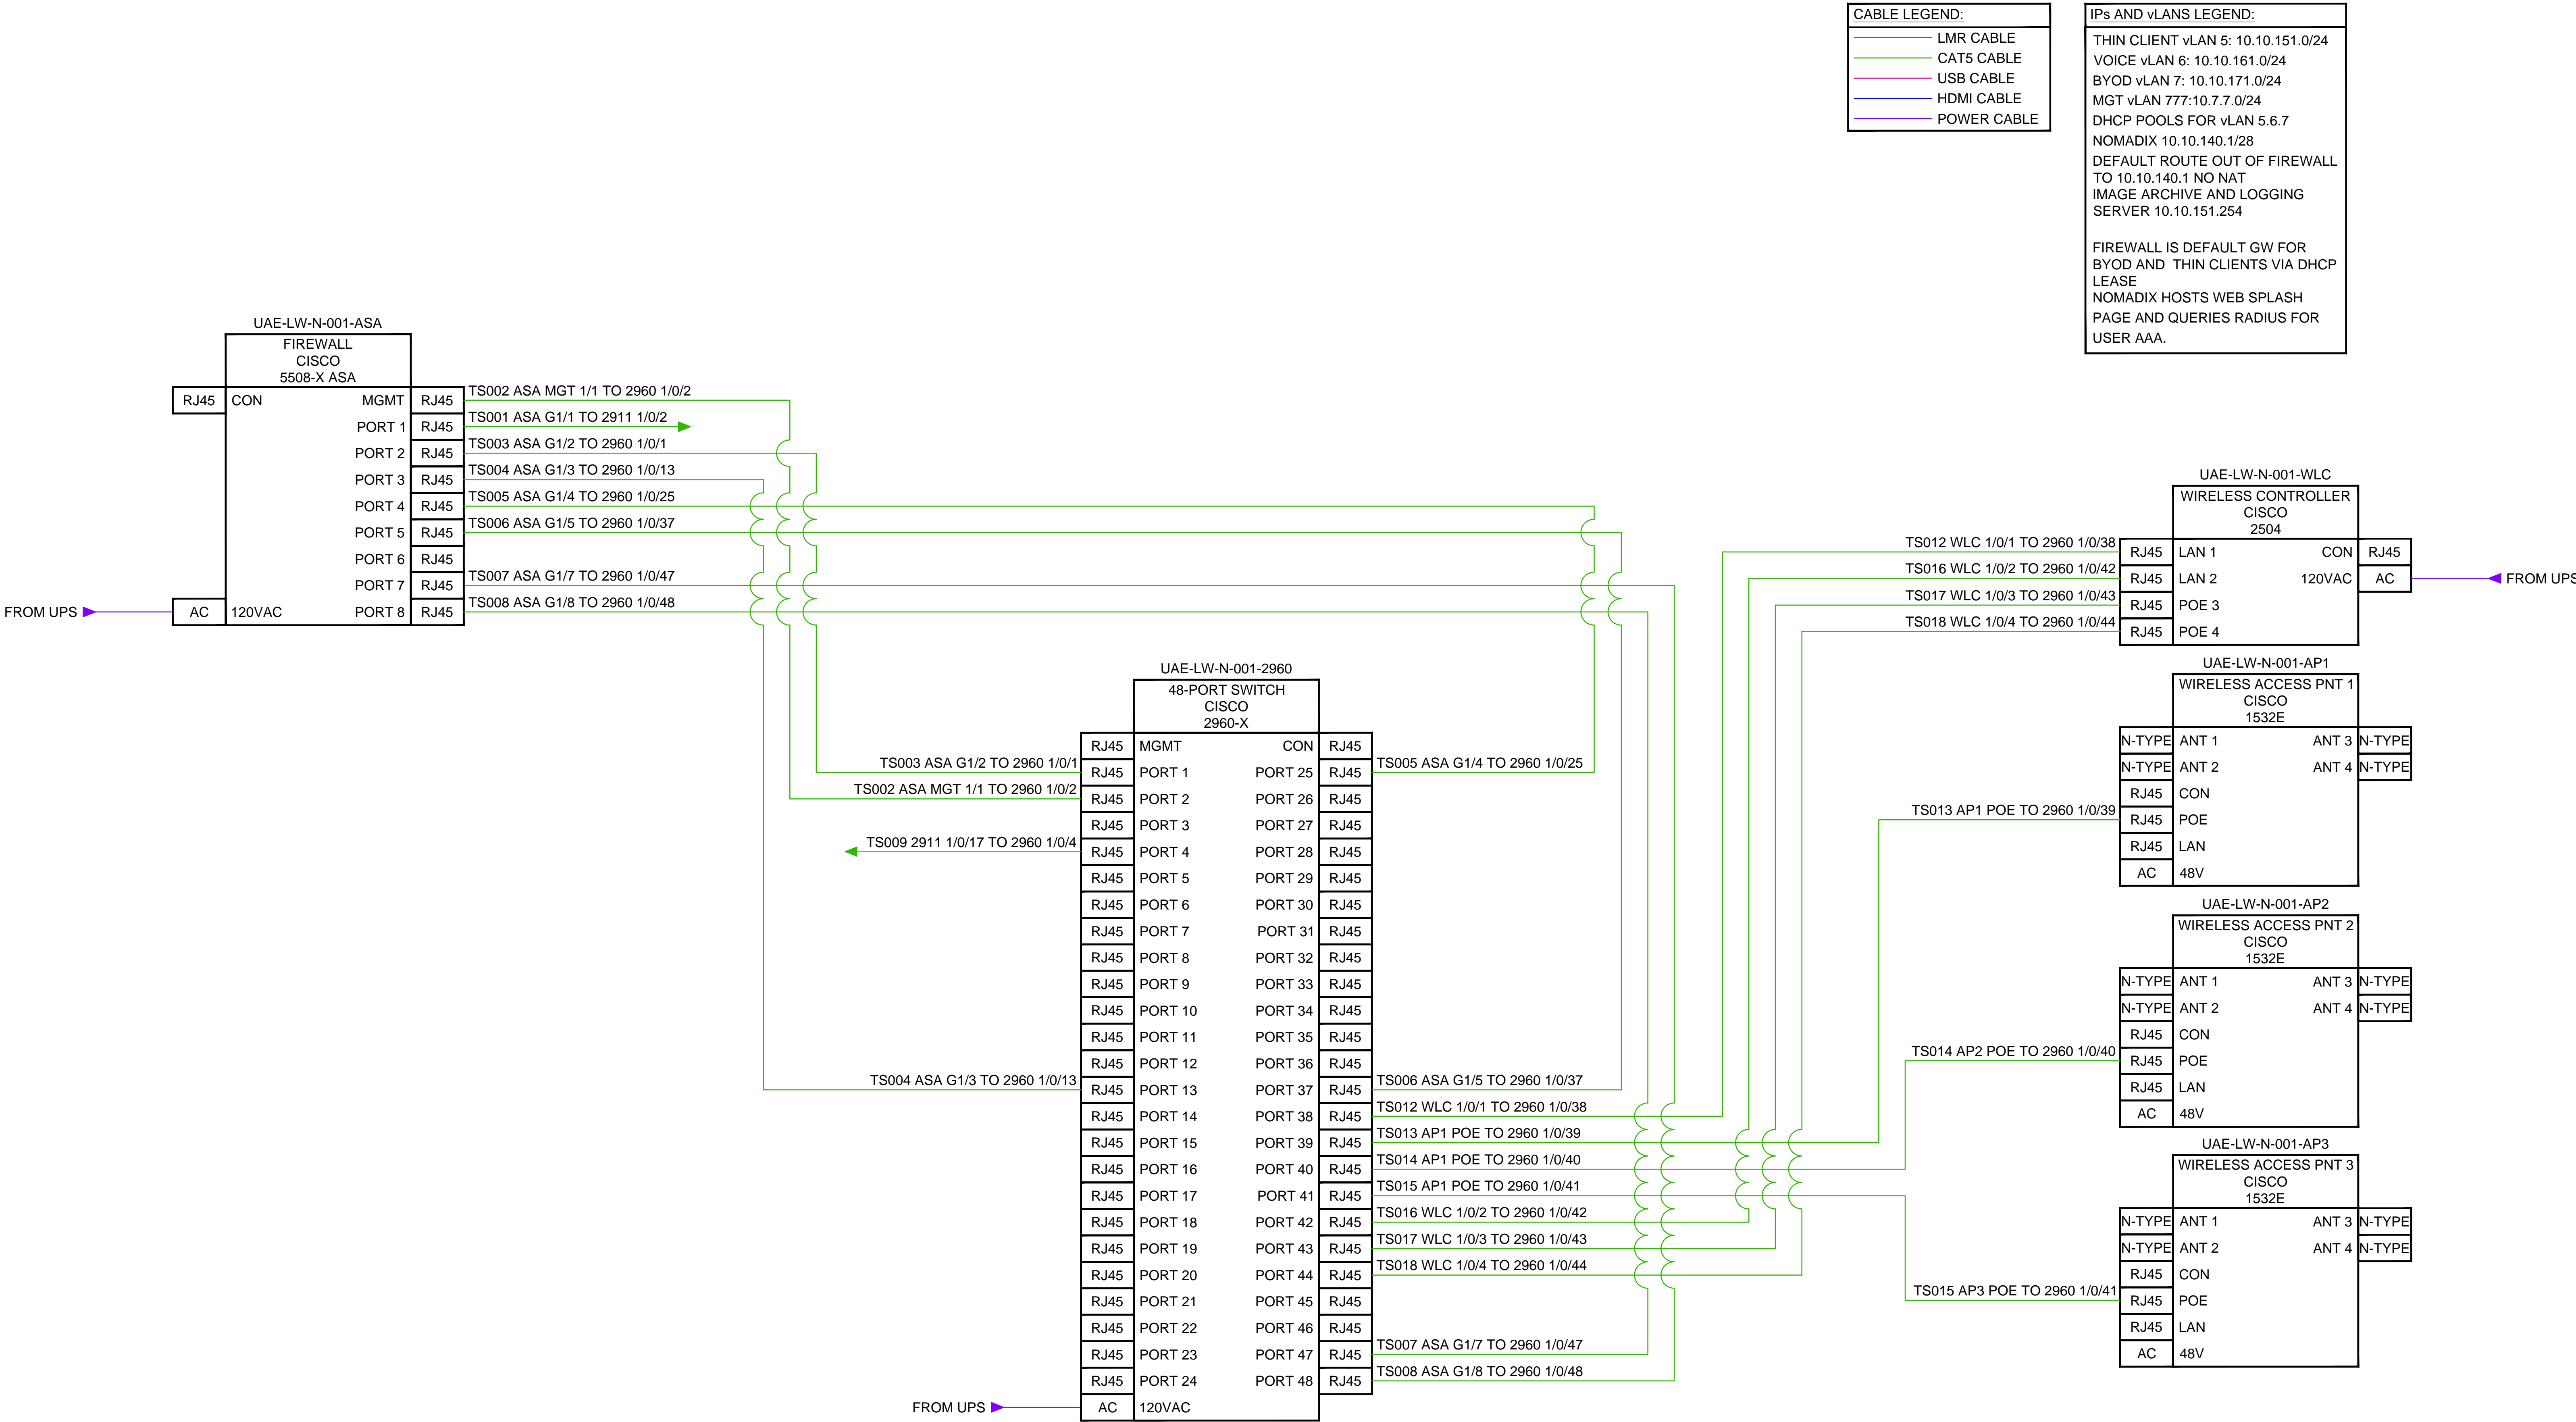 CABLE LEGEND:
LMR CABLE
CAT5 CABLE
USB CABLE
HDMI CABLE
POWER CABLE
IPs AND vLANS LEGEND:
THIN CLIENT vLAN 5: 10.10.151.0/24
VOICE vLAN 6: 10.10.161.0/24
BYOD vLAN 7: 10.10.171.0/24
MGT vLAN 777:10.7.7.0/24
DHCP POOLS FOR vLAN 5.6.7
NOMADIX 10.10.140.1/28
DEFAULT ROUTE OUT OF FIREWALL
TO 10.10.140.1 NO NAT
IMAGE ARCHIVE AND LOGGING
SERVER 10.10.151.254
FIREWALL IS DEFAULT GW FOR
BYOD AND THIN CLIENTS VIA DHCP
LEASE
NOMADIX HOSTS WEB SPLASH
PAGE AND QUERIES RADIUS FOR
USER AAA.
UAE-LW-N-001-ASA
FIREWALL
CISCO
5508-X ASA
RJ45 CON MGMT RJ45 TS002 ASA MGT 1/1 TO 2960 1/0/2
PORT 1 RJ45 TS001 ASA G1/1 TO 2911 1/0/2
PORT 2 RJ45 TS003 ASA G1/2 TO 2960 1/0/1
PORT 3 RJ45 TS004 ASA G1/3 TO 2960 1/0/13
PORT 4 RJ45 TS005 ASA G1/4 TO 2960 1/0/25
PORT 5 RJ45 TS006 ASA G1/5 TO 2960 1/0/37
PORT 6 RJ45
PORT 7 RJ45 TS007 ASA G1/7 TO 2960 1/0/47
FROM UPS AC 120VAC PORT 8 RJ45 TS008 ASA G1/8 TO 2960 1/0/48
UAE-LW-N-001-2960
48-PORT SWITCH
CISCO
2960-X
RJ45 MGMT CON RJ45
TS003 ASA G1/2 TO 2960 1/0/1 RJ45 PORT 1 PORT 25 RJ45 TS005 ASA G1/4 TO 2960 1/0/25
TS002 ASA MGT 1/1 TO 2960 1/0/2 RJ45 PORT 2 PORT 26 RJ45
RJ45 PORT 3 PORT 27 RJ45
TS009 2911 1/0/17 TO 2960 1/0/4 RJ45 PORT 4 PORT 28 RJ45
RJ45 PORT 5 PORT 29 RJ45
RJ45 PORT 6 PORT 30 RJ45
RJ45 PORT 7 PORT 31 RJ45
RJ45 PORT 8 PORT 32 RJ45
RJ45 PORT 9 PORT 33 RJ45
RJ45 PORT 10 PORT 34 RJ45
RJ45 PORT 11 PORT 35 RJ45
RJ45 PORT 12 PORT 36 RJ45
TS004 ASA G1/3 TO 2960 1/0/13 RJ45 PORT 13 PORT 37 RJ45 TS006 ASA G1/5 TO 2960 1/0/37
RJ45 PORT 14 PORT 38 RJ45 TS012 WLC 1/0/1 TO 2960 1/0/38
RJ45 PORT 15 PORT 39 RJ45 TS013 AP1 POE TO 2960 1/0/39
RJ45 PORT 16 PORT 40 RJ45 TS014 AP1 POE TO 2960 1/0/40
RJ45 PORT 17 PORT 41 RJ45 TS015 AP1 POE TO 2960 1/0/41
RJ45 PORT 18 PORT 42 RJ45 TS016 WLC 1/0/2 TO 2960 1/0/42
RJ45 PORT 19 PORT 43 RJ45 TS017 WLC 1/0/3 TO 2960 1/0/43
RJ45 PORT 20 PORT 44 RJ45 TS018 WLC 1/0/4 TO 2960 1/0/44
RJ45 PORT 21 PORT 45 RJ45
RJ45 PORT 22 PORT 46 RJ45
RJ45 PORT 23 PORT 47 RJ45 TS007 ASA G1/7 TO 2960 1/0/47
RJ45 PORT 24 PORT 48 RJ45 TS008 ASA G1/8 TO 2960 1/0/48
FROM UPS AC 120VAC
UAE-LW-N-001-WLC
WIRELESS CONTROLLER
CISCO
2504
TS012 WLC 1/0/1 TO 2960 1/0/38 RJ45 LAN 1 CON RJ45
TS016 WLC 1/0/2 TO 2960 1/0/42 RJ45 LAN 2 120VAC AC FROM UPS
TS017 WLC 1/0/3 TO 2960 1/0/43 RJ45 POE 3
TS018 WLC 1/0/4 TO 2960 1/0/44 RJ45 POE 4
UAE-LW-N-001-AP1
WIRELESS ACCESS PNT 1
CISCO
1532E
N-TYPE ANT 1 ANT 3 N-TYPE
N-TYPE ANT 2 ANT 4 N-TYPE
RJ45 CON
TS013 AP1 POE TO 2960 1/0/39 RJ45 POE
RJ45 LAN
AC 48V
UAE-LW-N-001-AP2
WIRELESS ACCESS PNT 2
CISCO
1532E
N-TYPE ANT 1 ANT 3 N-TYPE
N-TYPE ANT 2 ANT 4 N-TYPE
RJ45 CON
TS014 AP2 POE TO 2960 1/0/40 RJ45 POE
RJ45 LAN
AC 48V
UAE-LW-N-001-AP3
WIRELESS ACCESS PNT 3
CISCO
1532E
N-TYPE ANT 1 ANT 3 N-TYPE
N-TYPE ANT 2 ANT 4 N-TYPE
RJ45 CON
TS015 AP3 POE TO 2960 1/0/41 RJ45 POE
RJ45 LAN
AC 48V